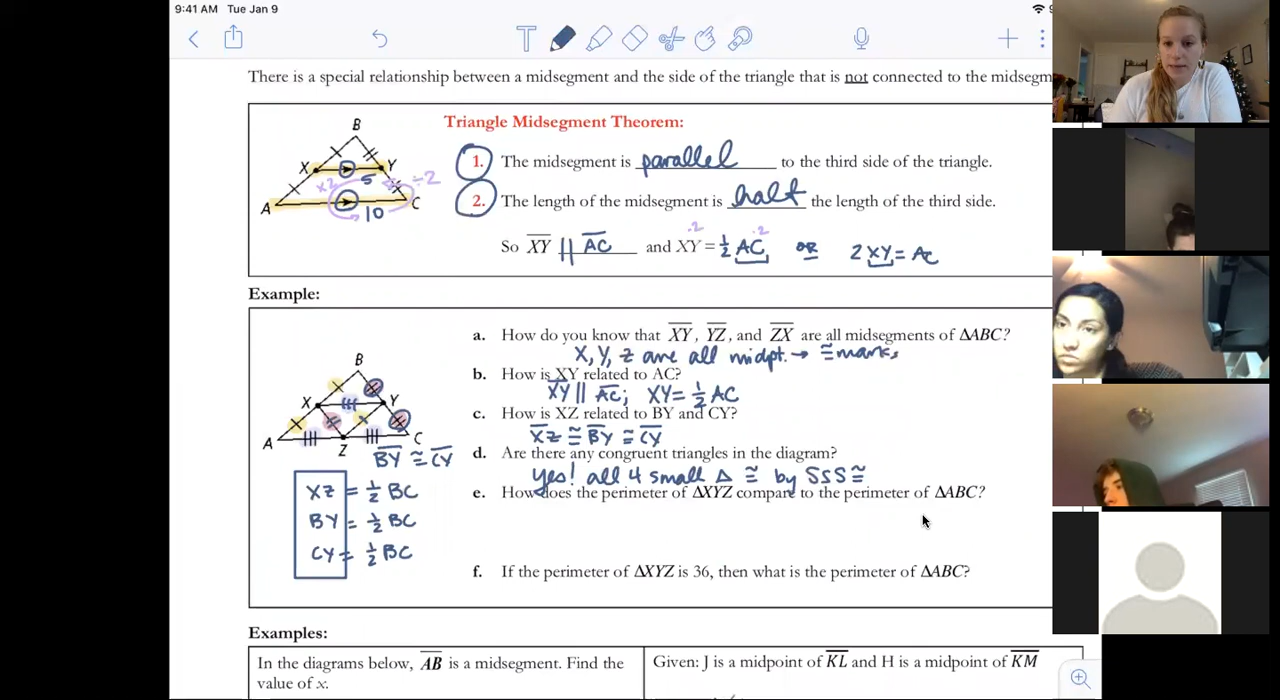 9:41 AM Tue Jan 9
There is a special relationship between a midsegment and the side of the triangle that is not connected to the midsegm
Triangle Midsegment Theorem:
1. The midsegment is parallel to the third side of the triangle.
2. The length of the midsegment is half the length of the third side.
So XY || AC and XY = ½ AC OR 2XY = AC
·2 ·2
B
X Y
×2 5 ÷2
A 10 C
Example:
a. How do you know that XY, YZ, and ZX are all midsegments of ΔABC?
X, Y, Z are all midpt. → ≅ marks
b. How is XY related to AC?
XY || AC; XY = ½ AC
c. How is XZ related to BY and CY?
XZ ≅ BY ≅ CY
d. Are there any congruent triangles in the diagram?
yes! all 4 small Δ ≅ by SSS≅
e. How does the perimeter of ΔXYZ compare to the perimeter of ΔABC?
f. If the perimeter of ΔXYZ is 36, then what is the perimeter of ΔABC?
B
X Y
A Z C
BY ≅ CY
XZ = ½ BC
BY = ½ BC
CY = ½ BC
Examples:
In the diagrams below, AB is a midsegment. Find the
value of x.
Given: J is a midpoint of KL and H is a midpoint of KM